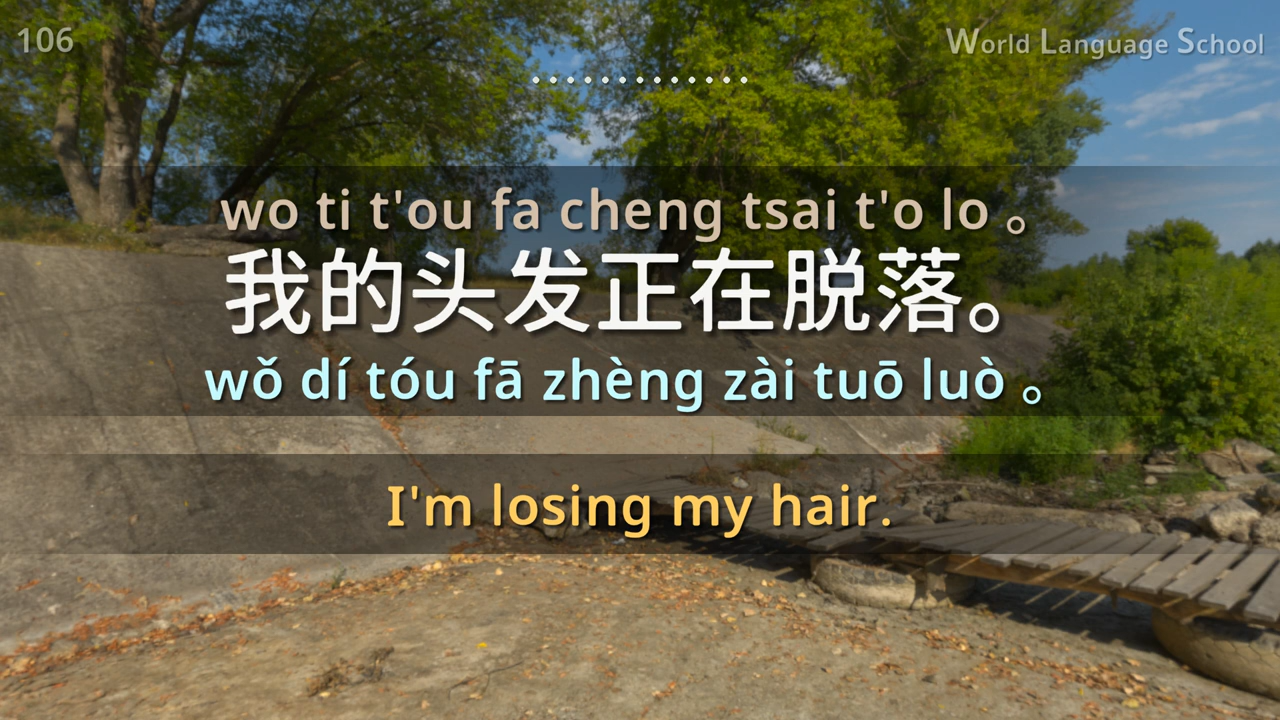 106
World Language School
wo ti t'ou fa cheng tsai t'o lo 。
我的头发正在脱落。
wǒ dí tóu fā zhèng zài tuō luò 。
I'm losing my hair.